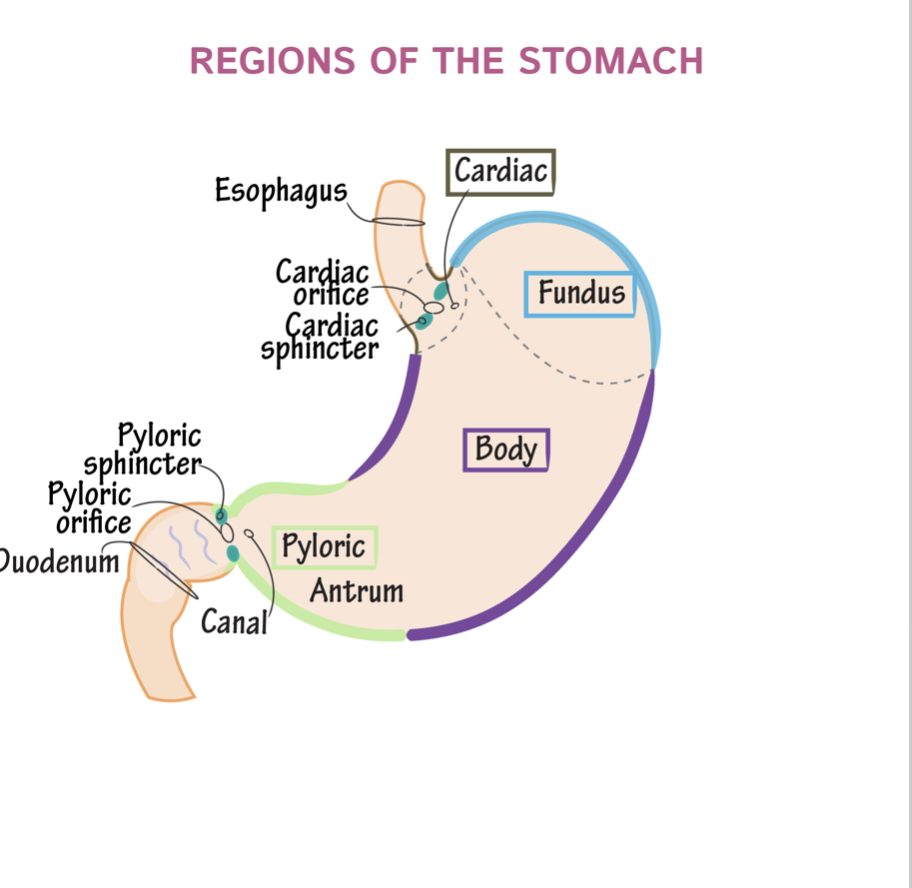 REGIONS OF THE STOMACH
Cardiac
Esophagus
Cardiac
orifice
Fundus
Cardiac
sphincter
Pyloric
sphincter
Body
Pyloric
orifice
Duodenum
Pyloric
Antrum
Canal